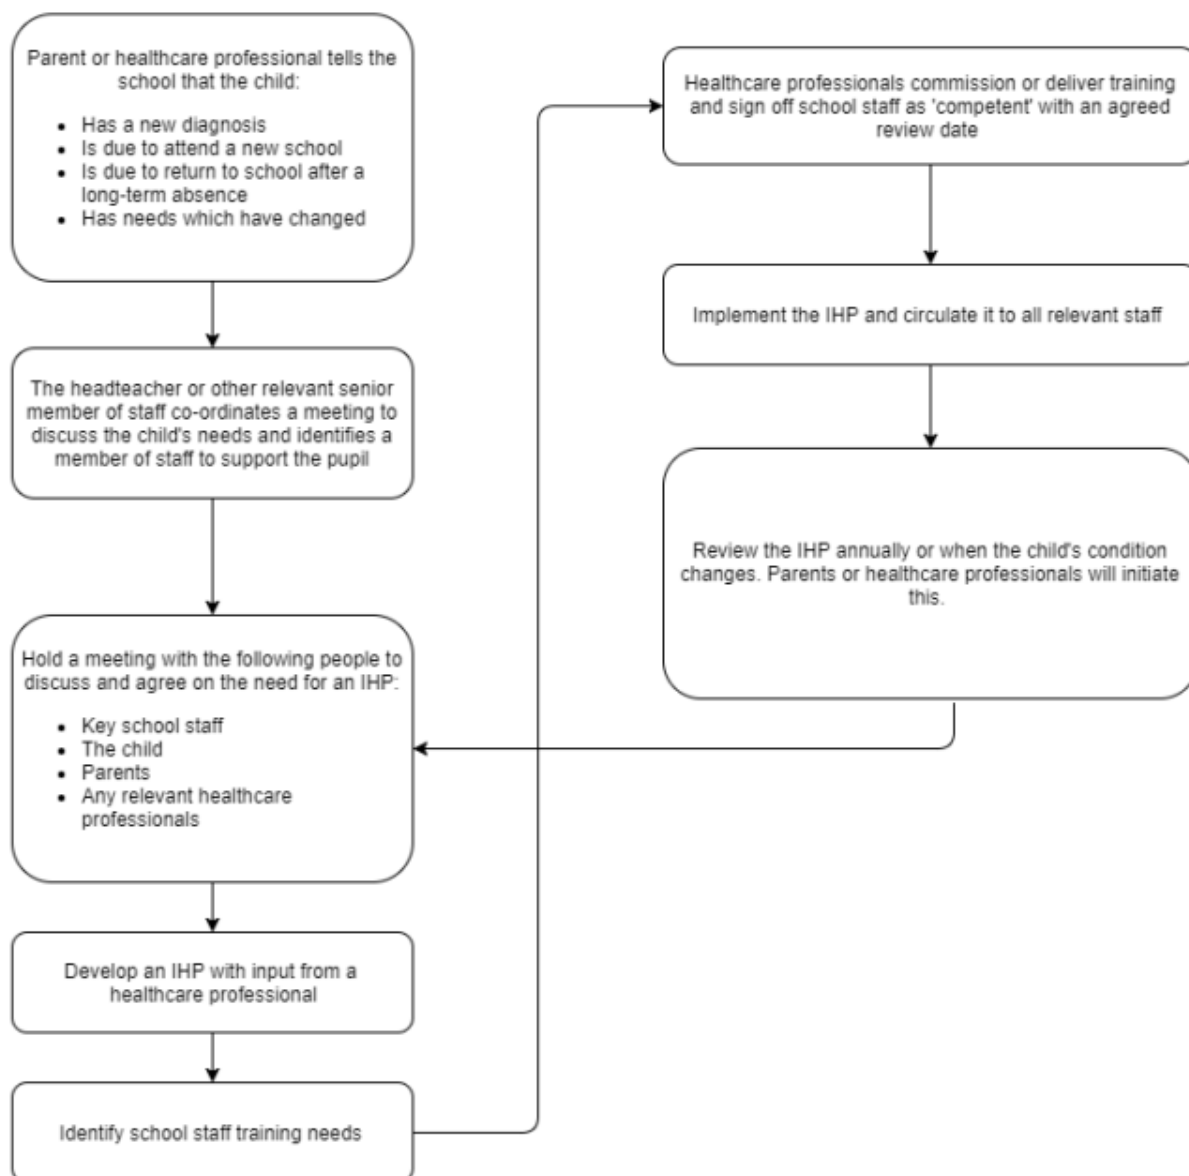 Parent or healthcare professional tells the
school that the child:
• Has a new diagnosis
• Is due to attend a new school
• Is due to return to school after a
long-term absence
• Has needs which have changed
The headteacher or other relevant senior
member of staff co-ordinates a meeting to
discuss the child's needs and identifies a
member of staff to support the pupil
Hold a meeting with the following people to
discuss and agree on the need for an IHP:
• Key school staff
• The child
• Parents
• Any relevant healthcare
professionals
Develop an IHP with input from a
healthcare professional
Identify school staff training needs
Healthcare professionals commission or deliver training
and sign off school staff as 'competent' with an agreed
review date
Implement the IHP and circulate it to all relevant staff
Review the IHP annually or when the child's condition
changes. Parents or healthcare professionals will initiate
this.